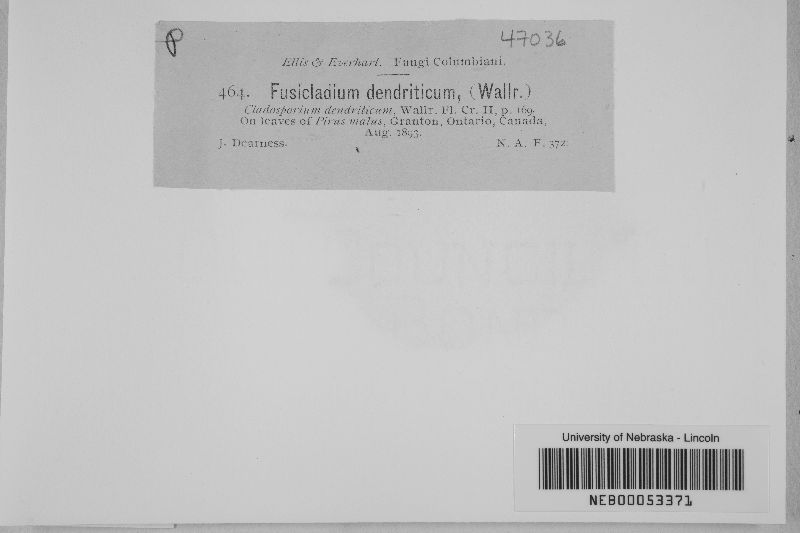 P
47036
Ellis & Everhart. Fungi Columbiani.
464. Fusicladium dendriticum, (Wallr.)
Cladosporium dendriticum, Wallr. Fl. Cr. II, p. 169.
On leaves of Pirus malus, Granton, Ontario, Canada,
Aug. 1893.
J. Dearness. N. A. F. 372.
University of Nebraska - Lincoln
NEB00053371